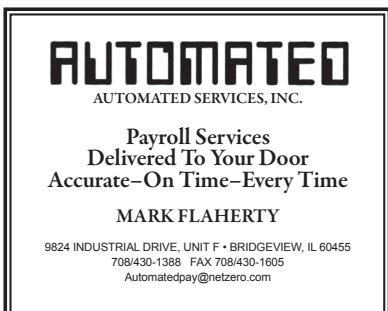 AUTOMATED
AUTOMATED SERVICES, INC.
Payroll Services
Delivered To Your Door
Accurate–On Time–Every Time
MARK FLAHERTY
9824 INDUSTRIAL DRIVE, UNIT F • BRIDGEVIEW, IL 60455
708/430-1388 FAX 708/430-1605
Automatedpay@netzero.com